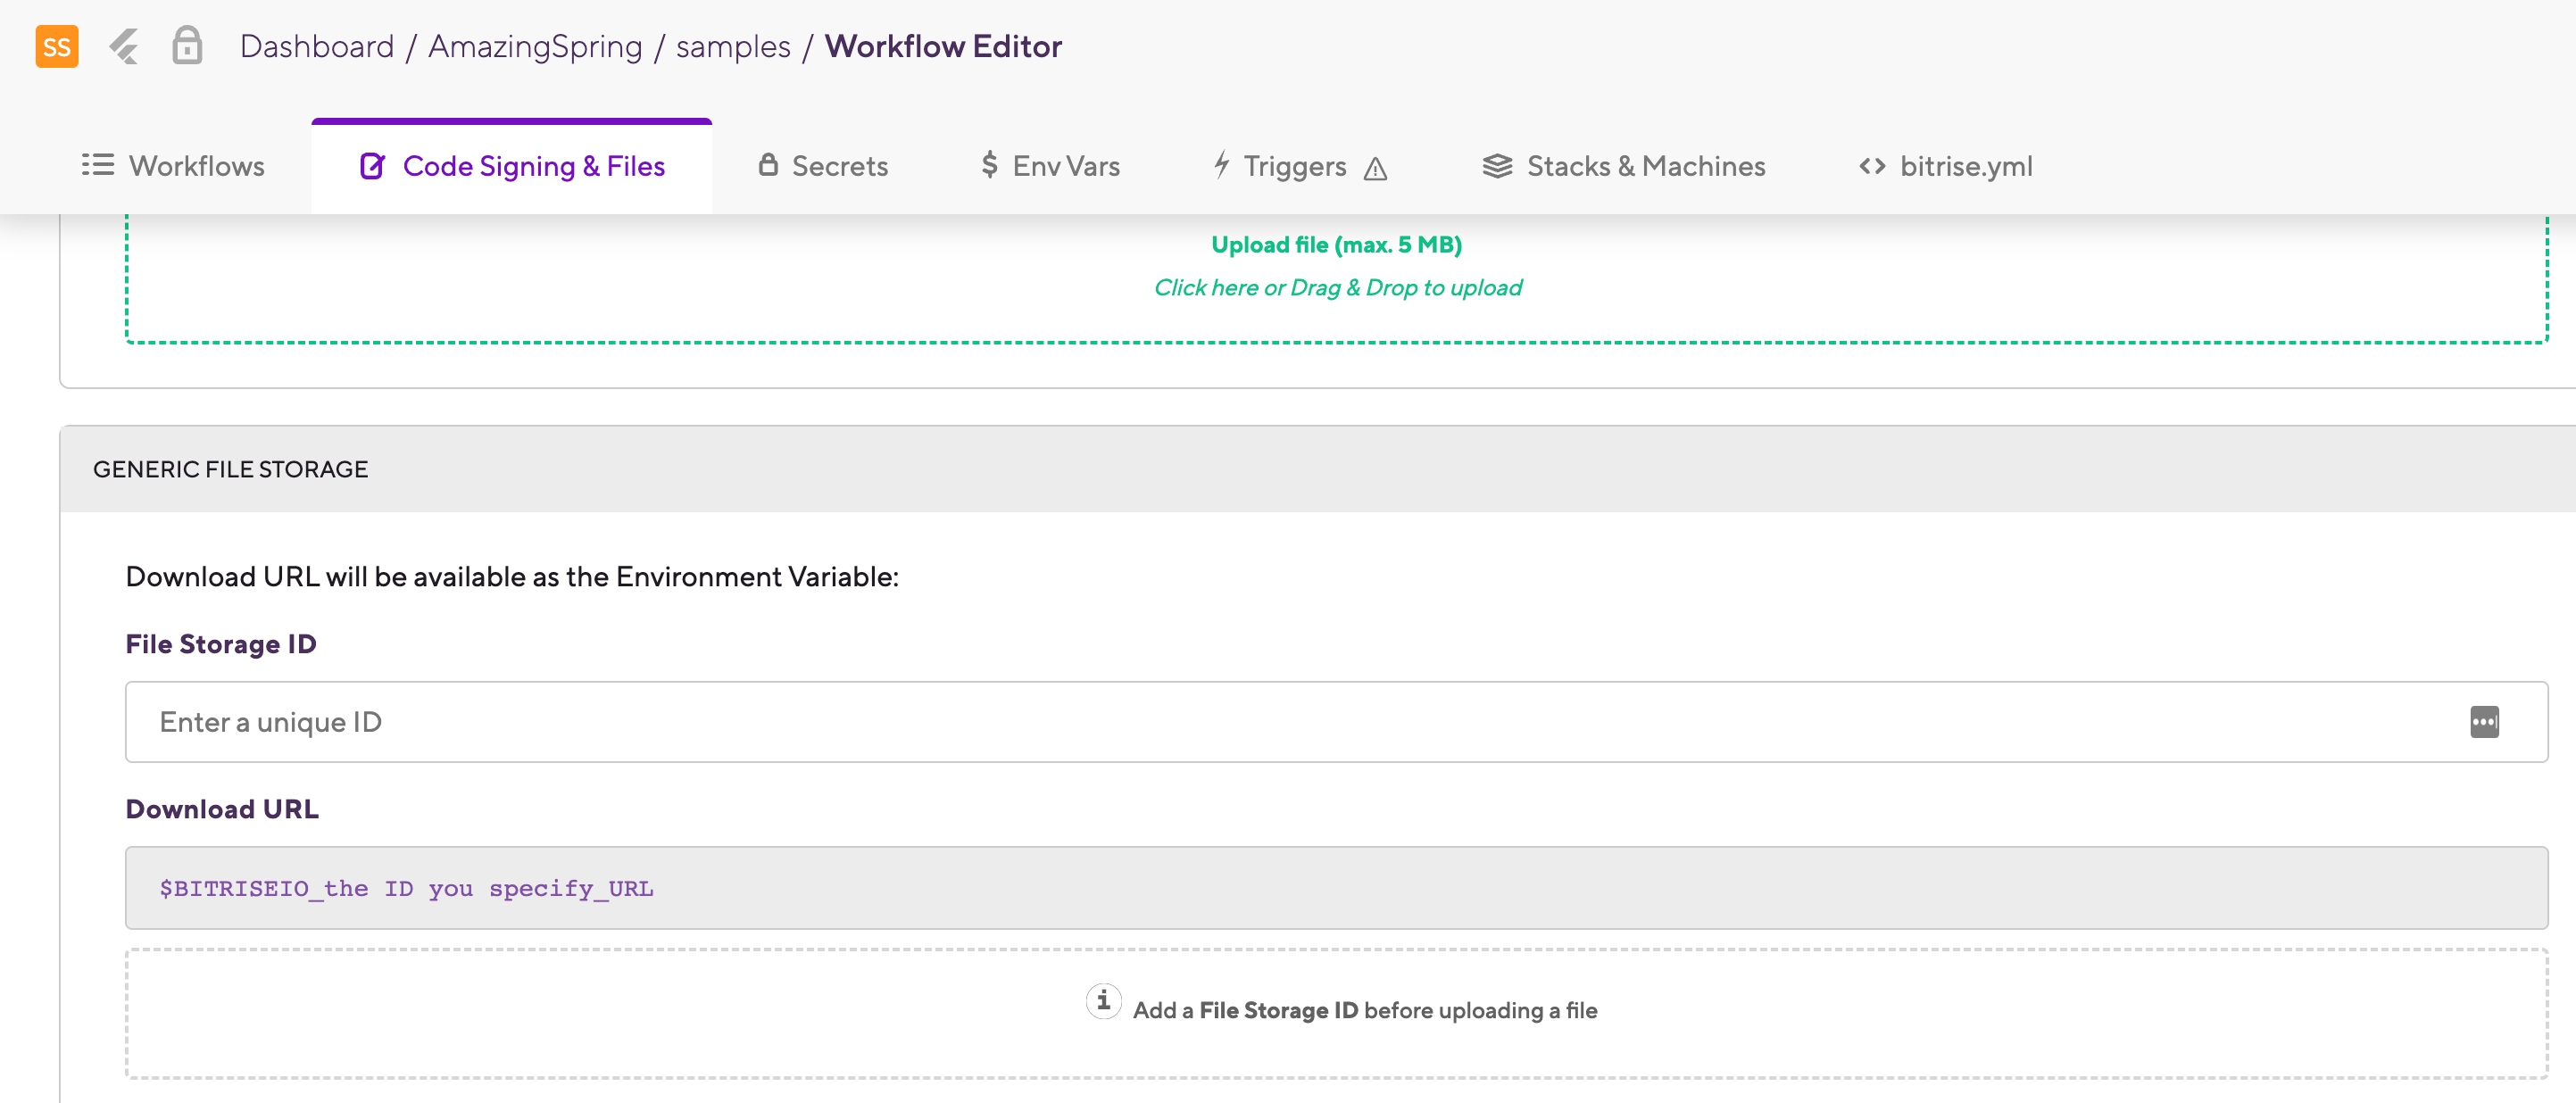 SS
Dashboard / AmazingSpring / samples / Workflow Editor
Workflows
Code Signing & Files
Secrets
$ Env Vars
Triggers
Stacks & Machines
<> bitrise.yml
Upload file (max. 5 MB)
Click here or Drag & Drop to upload
GENERIC FILE STORAGE
Download URL will be available as the Environment Variable:
File Storage ID
Enter a unique ID
Download URL
$BITRISEIO_the ID you specify_URL
Add a File Storage ID before uploading a file